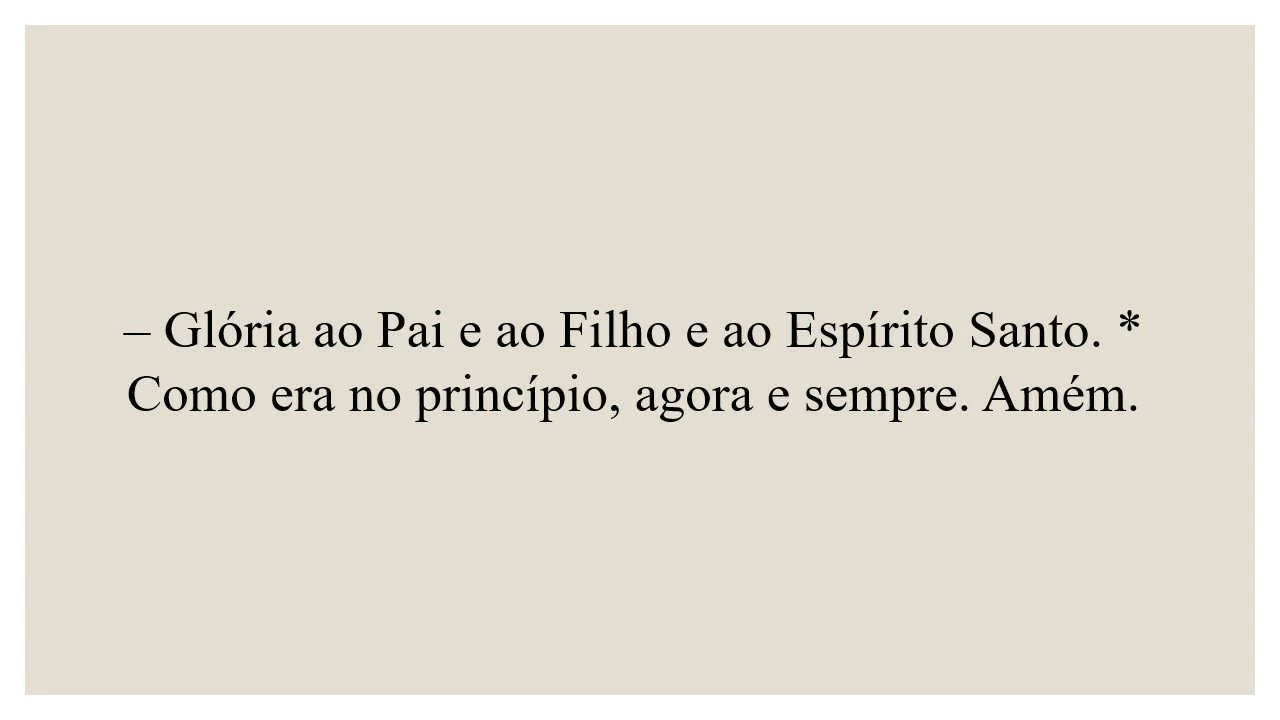 – Glória ao Pai e ao Filho e ao Espírito Santo. *
Como era no princípio, agora e sempre. Amém.